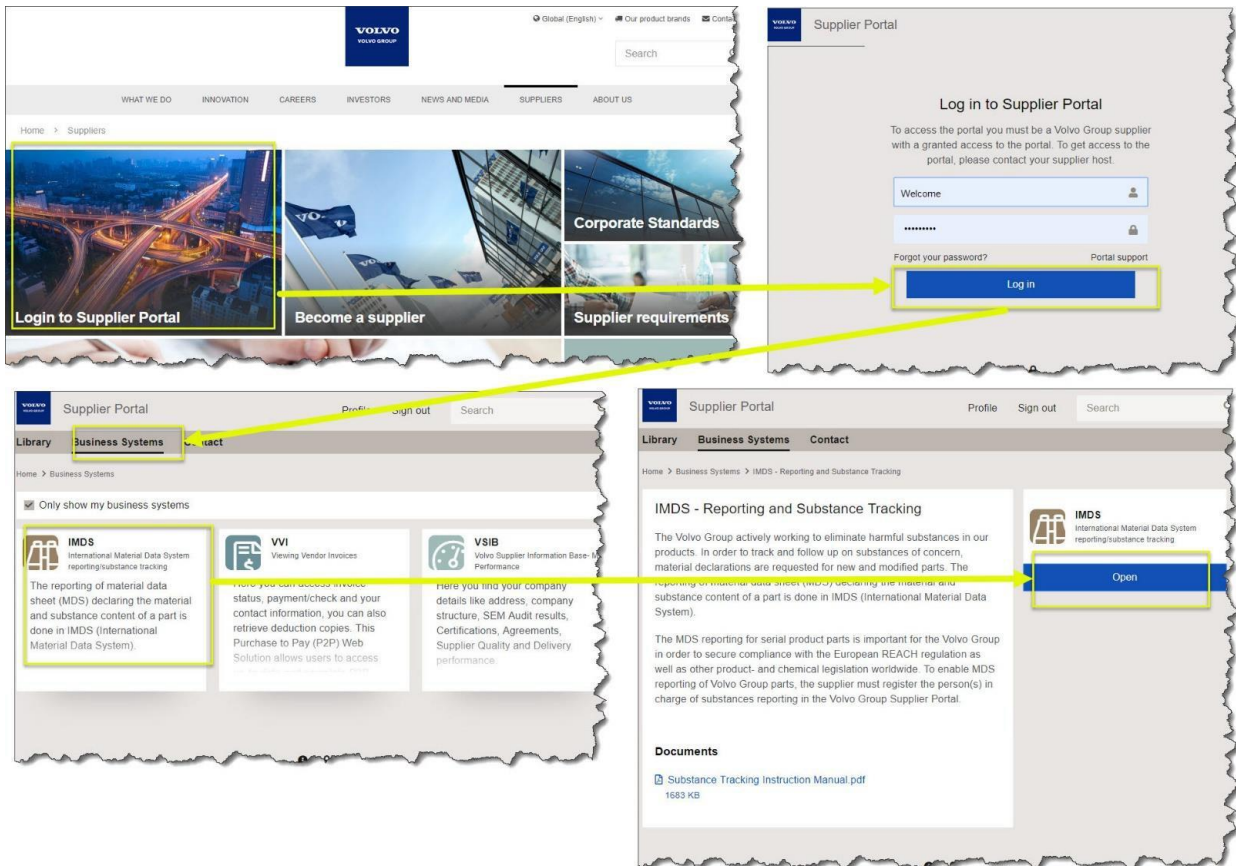 Global (English)
Our product brands
VOLVO
VOLVO GROUP
Search
WHAT WE DO INNOVATION CAREERS INVESTORS NEWS AND MEDIA SUPPLIERS ABOUT US
Home > Suppliers
Corporate Standards
Login to Supplier Portal
Become a supplier
Supplier requirements
VOLVO
Supplier Portal
Log in to Supplier Portal
To access the portal you must be a Volvo Group supplier
with a granted access to the portal. To get access to the
portal, please contact your supplier host.
Welcome
•••••••••
Forgot your password? Portal support
Log in
VOLVO
Supplier Portal Profile Sign out Search
Library Business Systems Contact
Home > Business Systems
Only show my business systems
IMDS
International Material Data System
reporting/substance tracking
The reporting of material data
sheet (MDS) declaring the material
and substance content of a part is
done in IMDS (International
Material Data System).
VVI
Viewing Vendor Invoices
Here you can access invoice
status, payment/check and your
contact information, you can also
retrieve deduction copies. This
Purchase to Pay (P2P) Web
Solution allows users to access
VSIB
Volvo Supplier Information Base-
Performance
Here you find your company
details like address, company
structure, SEM Audit results,
Certifications, Agreements,
Supplier Quality and Delivery
performance.
VOLVO
Supplier Portal Profile Sign out Search
Library Business Systems Contact
Home > Business Systems > IMDS - Reporting and Substance Tracking
IMDS - Reporting and Substance Tracking
The Volvo Group actively working to eliminate harmful substances in our
products. In order to track and follow up on substances of concern,
material declarations are requested for new and modified parts. The
reporting of material data sheet (MDS) declaring the material and
substance content of a part is done in IMDS (International Material Data
System).
The MDS reporting for serial product parts is important for the Volvo Group
in order to secure compliance with the European REACH regulation as
well as other product- and chemical legislation worldwide. To enable MDS
reporting of Volvo Group parts, the supplier must register the person(s) in
charge of substances reporting in the Volvo Group Supplier Portal.
Documents
Substance Tracking Instruction Manual.pdf
1683 KB
IMDS
International Material Data System
reporting/substance tracking
Open